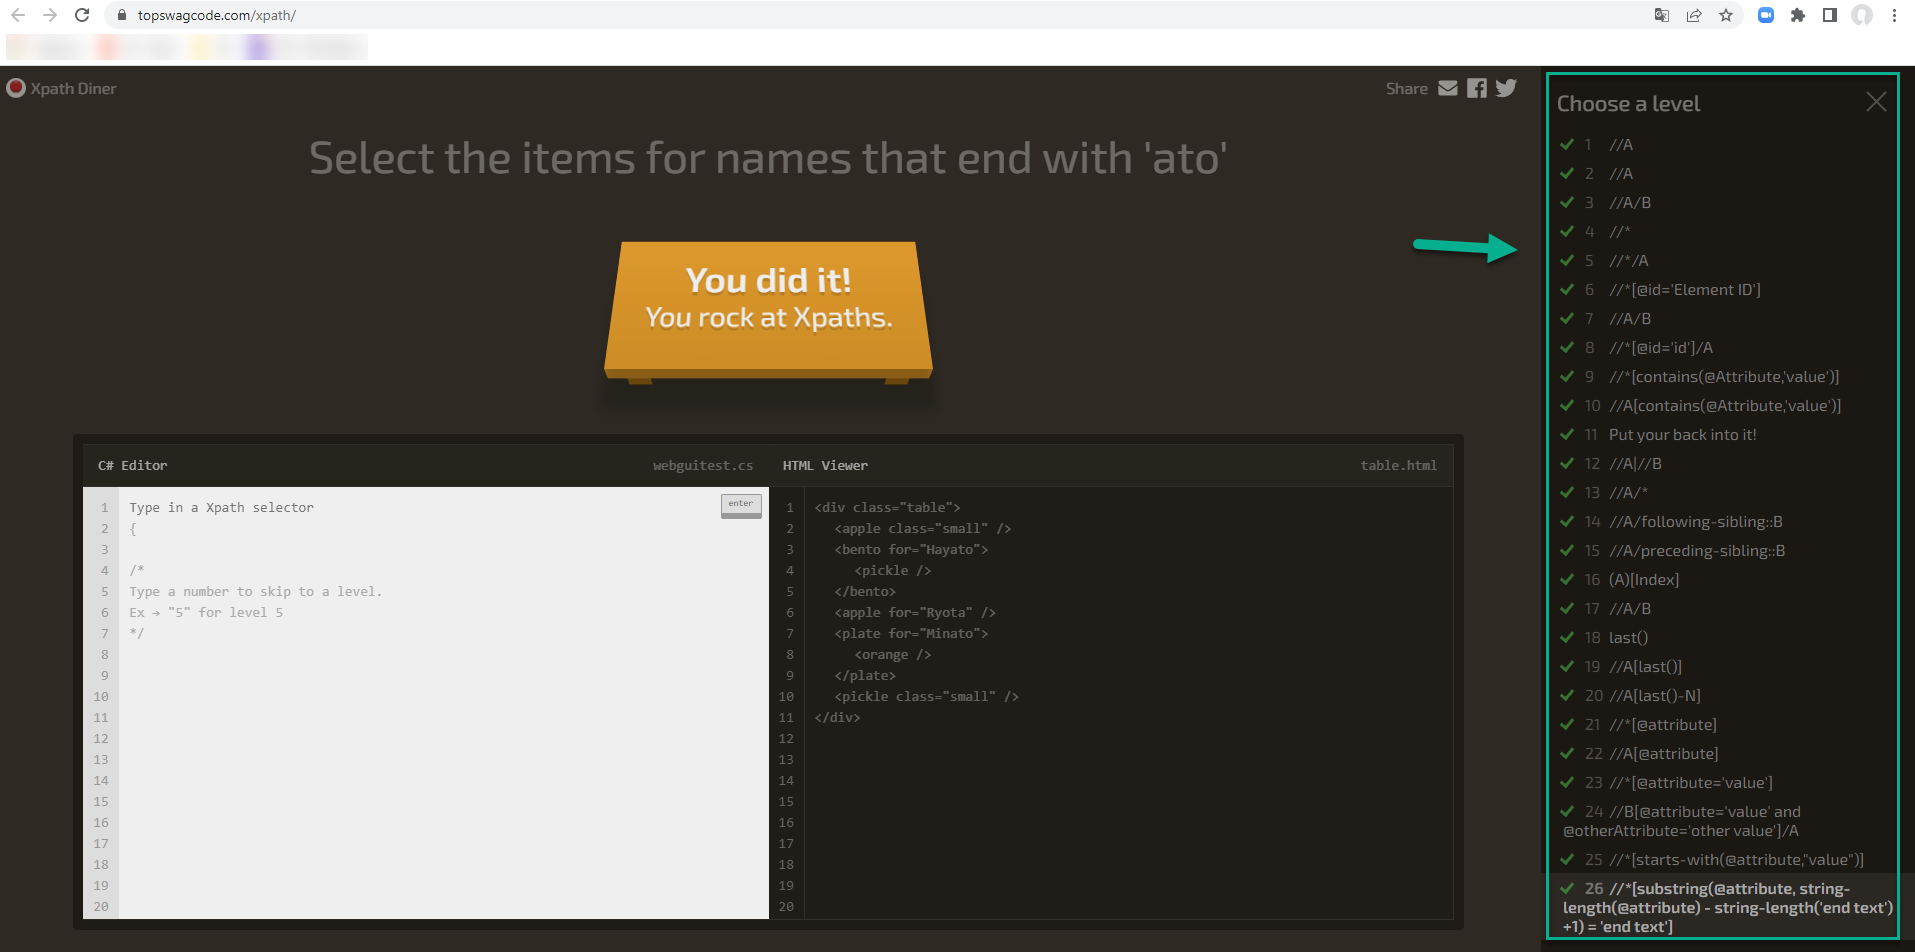 topswagcode.com/xpath/
Xpath Diner
Share
Select the items for names that end with 'ato'
You did it!
You rock at Xpaths.
C# Editor
webguitest.cs
1 Type in a Xpath selector
enter
2 {
3
4 /*
5 Type a number to skip to a level.
6 Ex → "5" for level 5
7 */
8
9
10
11
12
13
14
15
16
17
18
19
20
HTML Viewer
table.html
1 <div class="table">
2 <apple class="small" />
3 <bento for="Hayato">
4 <pickle />
5 </bento>
6 <apple for="Ryota" />
7 <plate for="Minato">
8 <orange />
9 </plate>
10 <pickle class="small" />
11 </div>
12
13
14
15
16
17
18
19
20
Choose a level
1 //A
2 //A
3 //A/B
4 //*
5 //*/A
6 //*[@id='Element ID']
7 //A/B
8 //*[@id='id']/A
9 //*[contains(@Attribute,'value')]
10 //A[contains(@Attribute,'value')]
11 Put your back into it!
12 //A|//B
13 //A/*
14 //A/following-sibling::B
15 //A/preceding-sibling::B
16 (A)[Index]
17 //A/B
18 last()
19 //A[last()]
20 //A[last()-N]
21 //*[@attribute]
22 //A[@attribute]
23 //*[@attribute='value']
24 //B[@attribute='value' and
@otherAttribute='other value']/A
25 //*[starts-with(@attribute,"value")]
26 //*[substring(@attribute, string-
length(@attribute) - string-length('end text')
+1) = 'end text']